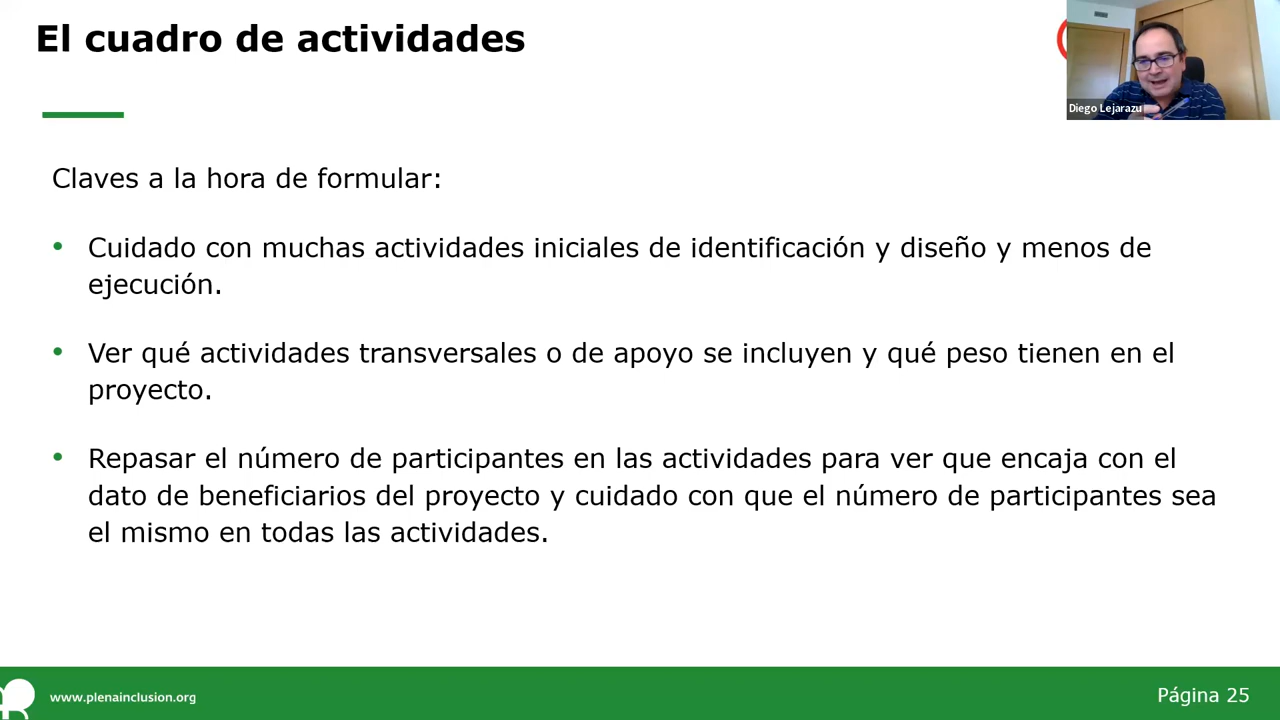 El cuadro de actividades
Diego Lejarazu
Claves a la hora de formular:
• Cuidado con muchas actividades iniciales de identificación y diseño y menos de
ejecución.
• Ver qué actividades transversales o de apoyo se incluyen y qué peso tienen en el
proyecto.
• Repasar el número de participantes en las actividades para ver que encaja con el
dato de beneficiarios del proyecto y cuidado con que el número de participantes sea
el mismo en todas las actividades.
www.plenainclusion.org
Página 25